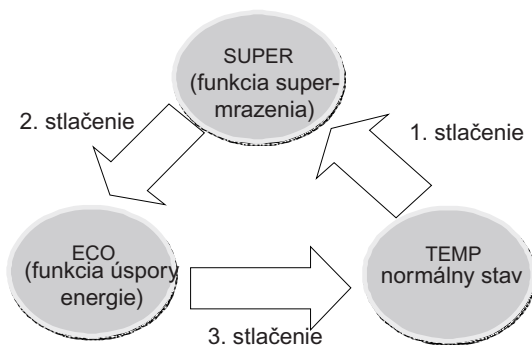 SUPER
(funkcia super-
mrazenia)
2. stlačenie
1. stlačenie
ECO
(funkcia úspory
energie)
TEMP
normálny stav
3. stlačenie